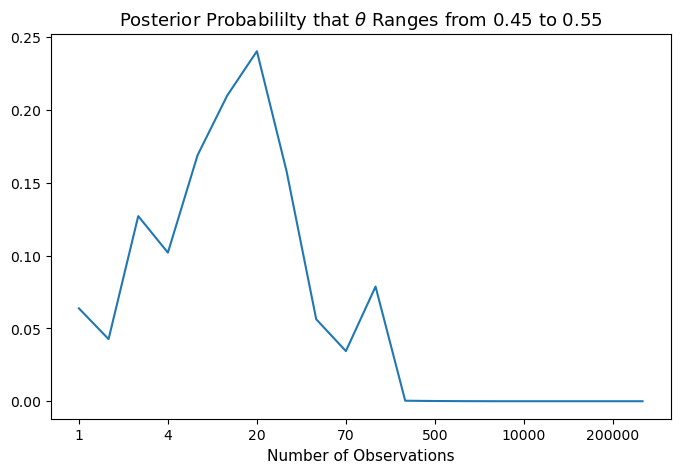 Posterior Probabililty that θ Ranges from 0.45 to 0.55
0.25
0.20
0.15
0.10
0.05
0.00
1 4 20 70 500 10000 200000
Number of Observations